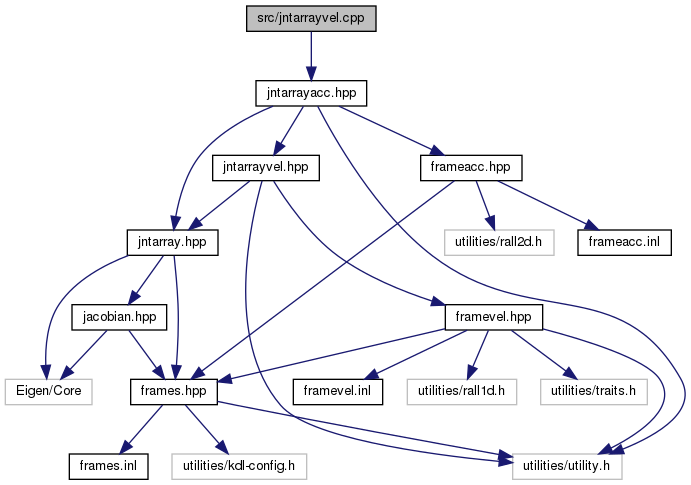 src/jntarrayvel.cpp
jntarrayacc.hpp
jntarrayvel.hpp
frameacc.hpp
jntarray.hpp
utilities/rall2d.h
frameacc.inl
jacobian.hpp
framevel.hpp
Eigen/Core
frames.hpp
framevel.inl
utilities/rall1d.h
utilities/traits.h
frames.inl
utilities/kdl-config.h
utilities/utility.h